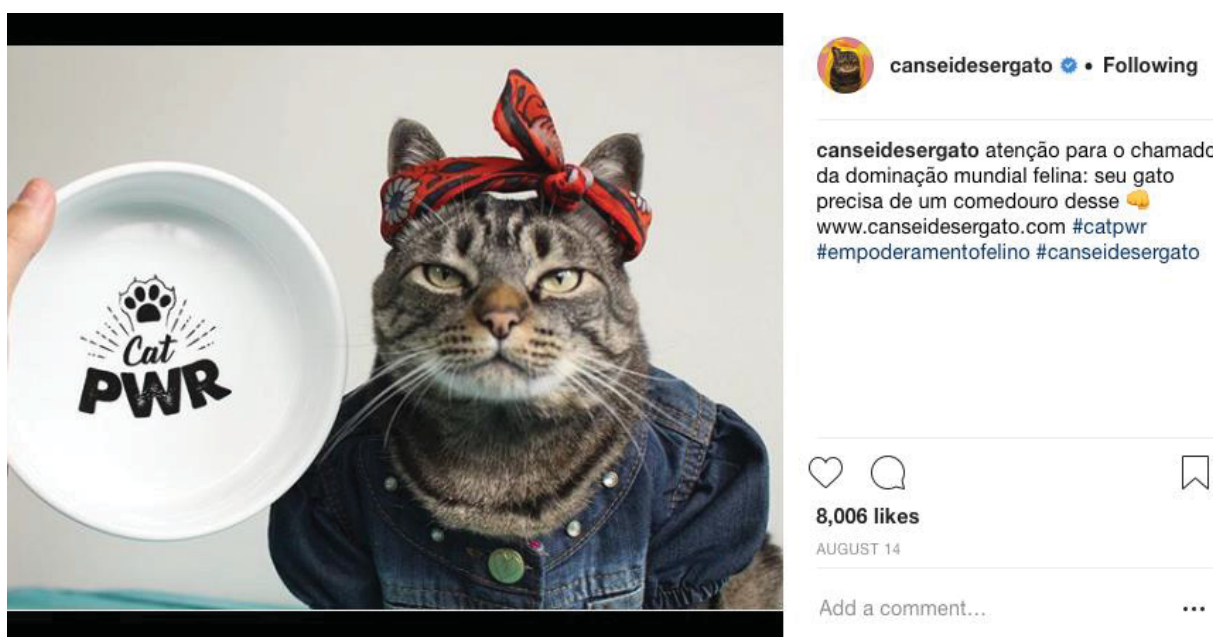 Cat
PWR
canseidesergato • Following
canseidesergato atenção para o chamado
da dominação mundial felina: seu gato
precisa de um comedouro desse 👊
www.canseidesergato.com #catpwr
#empoderamentofelino #canseidesergato
8,006 likes
AUGUST 14
Add a comment...